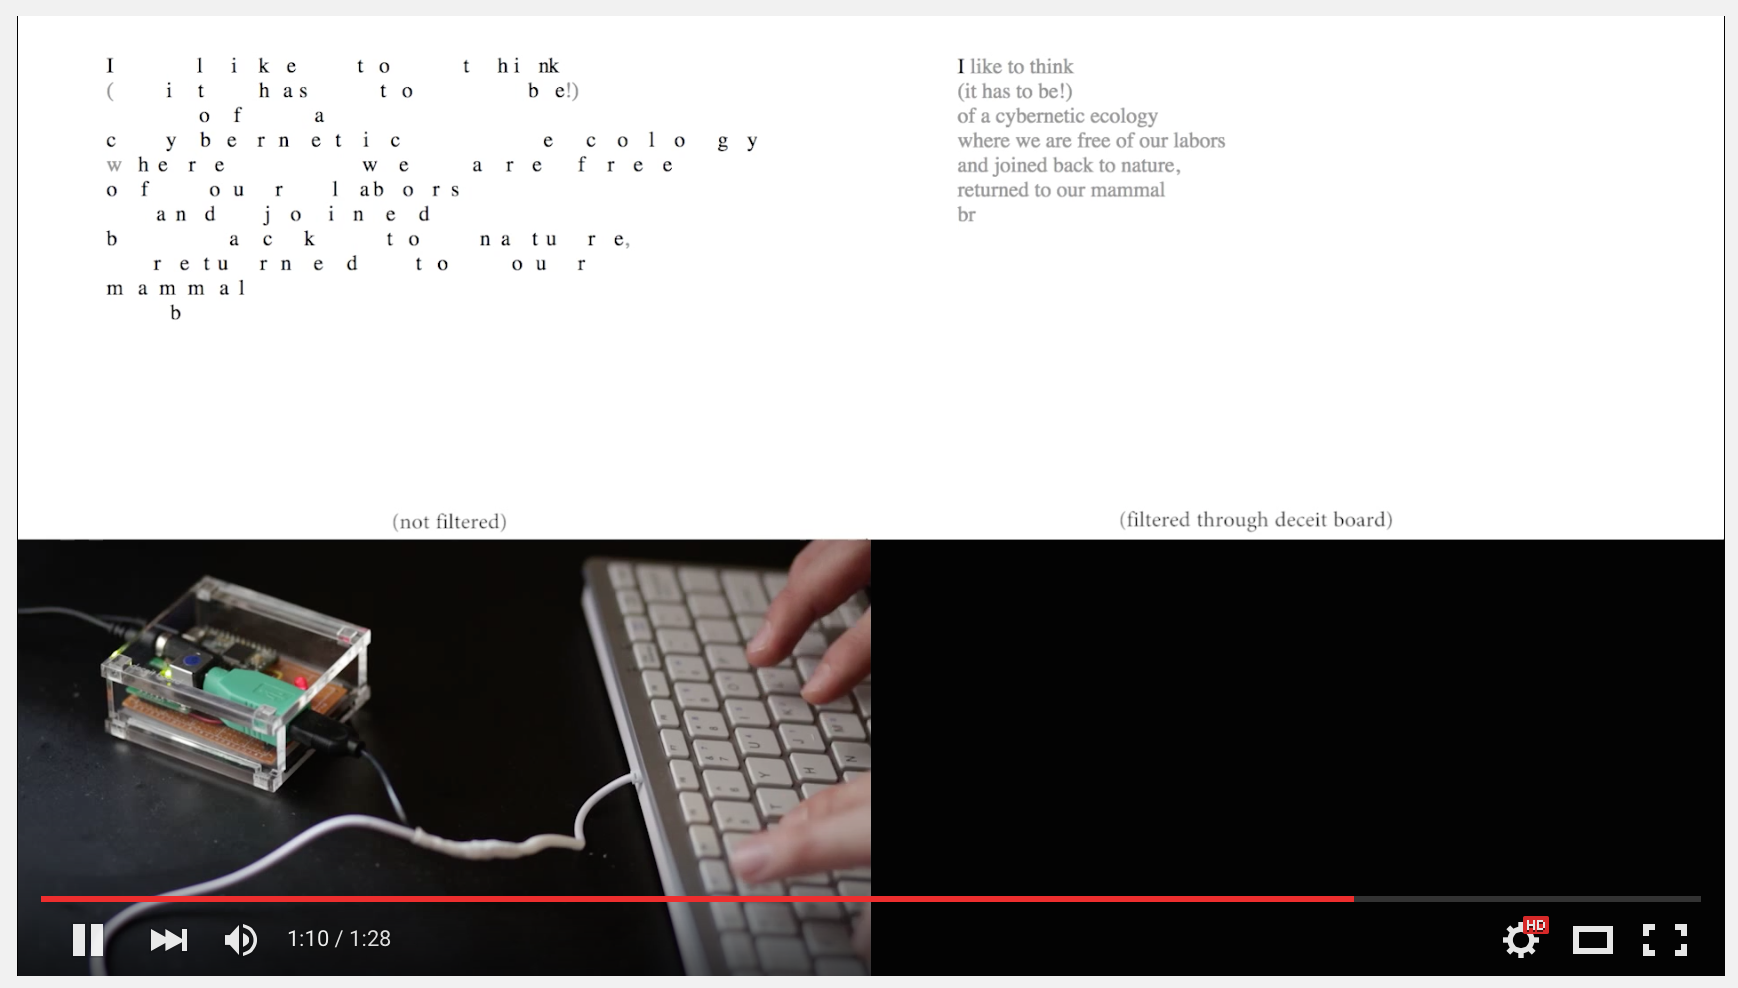 I like to think
(it has to be!)
of a
cybernetic ecology
where we are free
of our labors
and joined
back to nature,
returned to our
mammal
b
(not filtered)
I like to think
(it has to be!)
of a cybernetic ecology
where we are free of our labors
and joined back to nature,
returned to our mammal
br
(filtered through deceit board)
1:10 / 1:28
HD